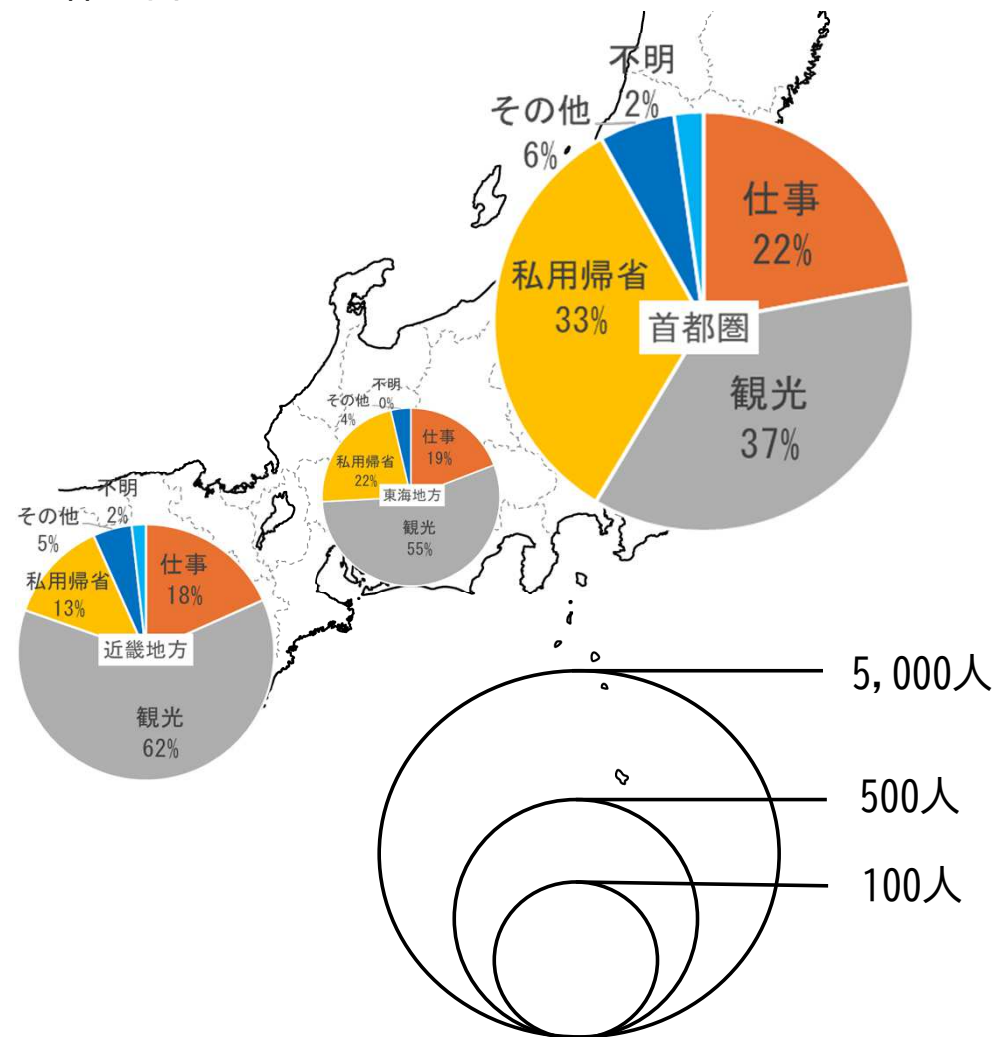 不明
2%
その他
6%
仕事
22%
私用帰省
33%
首都圏
観光
37%
不明
0%
その他
4%
仕事
19%
私用帰省
22%
東海地方
観光
55%
不明
2%
その他
5%
仕事
18%
私用帰省
13%
近畿地方
観光
62%
5,000人
500人
100人